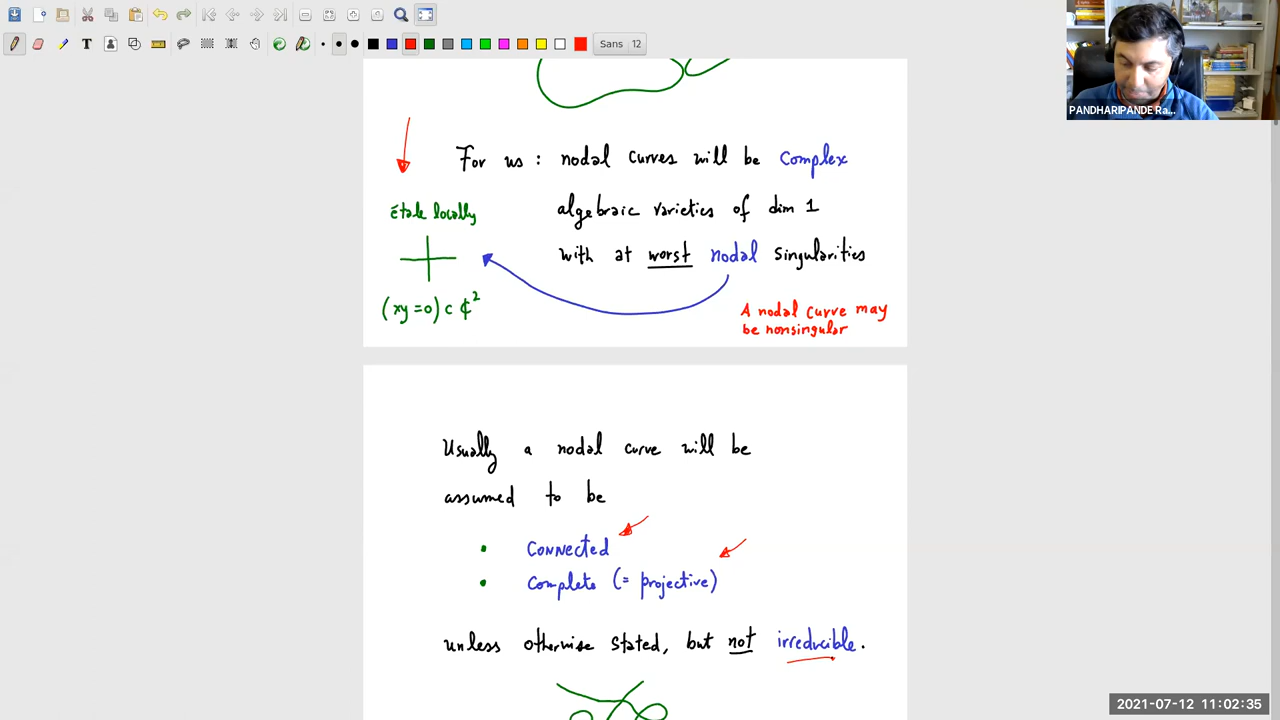 Sans 12
PANDHARIPANDE Ra...
For us : nodal curves will be complex
algebraic varieties of dim 1
with at worst nodal singularities
étale locally
(xy = 0) ⊂ ℂ²
A nodal curve may
be nonsingular
Usually a nodal curve will be
assumed to be
• connected
• complete (= projective)
unless otherwise stated, but not irreducible.
2021-07-12 11:02:35